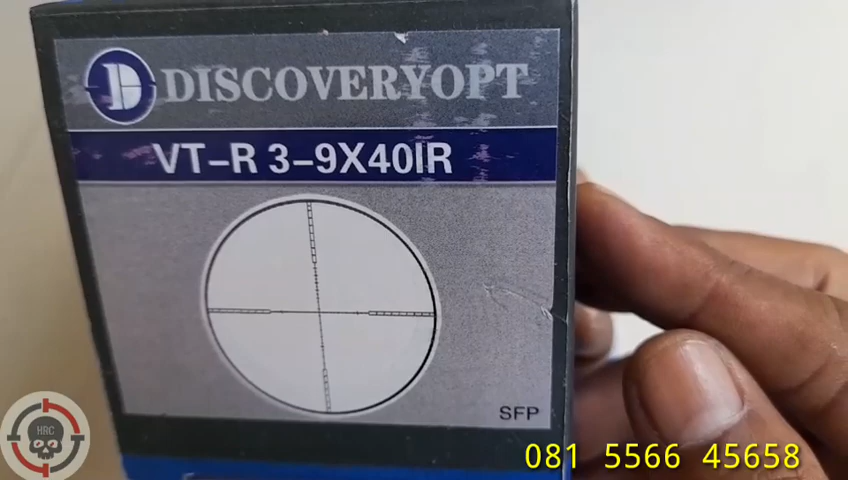 DISCOVERYOPT
VT-R 3-9X40IR
SFP
HRC
081 5566 45658